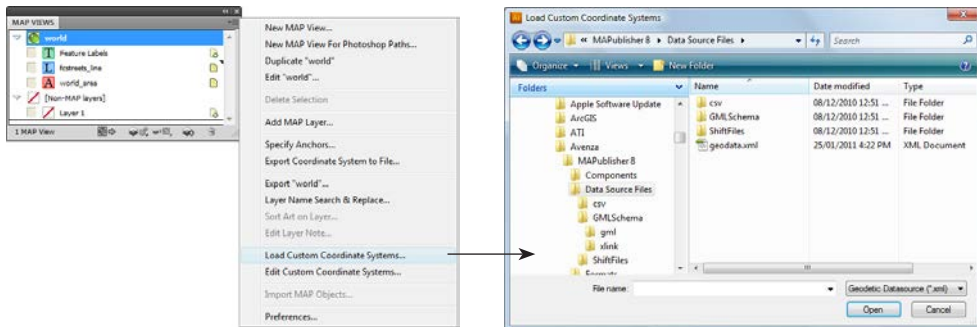 MAP VIEWS
world
Feature Labels
fcstreets_line
world_area
[Non-MAP layers]
Layer 1
1 MAP View
New MAP View...
New MAP View For Photoshop Paths...
Duplicate "world"
Edit "world"...
Delete Selection
Add MAP Layer...
Specify Anchors...
Export Coordinate System to File...
Export "world"...
Layer Name Search & Replace...
Sort Art on Layer...
Edit Layer Note...
Load Custom Coordinate Systems...
Edit Custom Coordinate Systems...
Import MAP Objects...
Preferences...
Load Custom Coordinate Systems
« MAPublisher 8 ▸ Data Source Files ▸
Search
Organize Views New Folder
Folders
Apple Software Update
ArcGIS
ATI
Avenza
MAPublisher 8
Components
Data Source Files
csv
GMLSchema
gml
xlink
ShiftFiles
Formats
Name Date modified Type
csv 08/12/2010 12:51 ... File Folder
GMLSchema 08/12/2010 12:51 ... File Folder
ShiftFiles 08/12/2010 12:51 ... File Folder
geodata.xml 25/01/2011 4:22 PM XML Document
File name:
Geodetic Datasource (*.xml)
Open Cancel